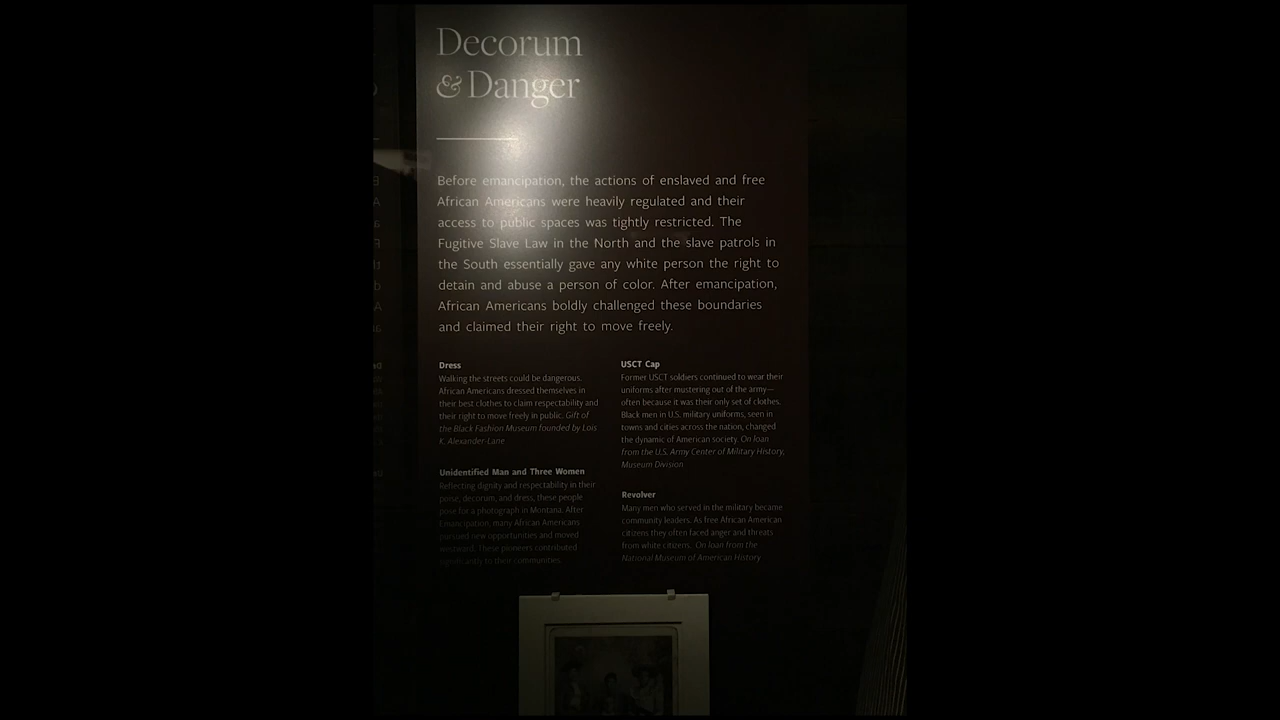 Decorum
& Danger
Before emancipation, the actions of enslaved and free
African Americans were heavily regulated and their
access to public spaces was tightly restricted. The
Fugitive Slave Law in the North and the slave patrols in
the South essentially gave any white person the right to
detain and abuse a person of color. After emancipation,
African Americans boldly challenged these boundaries
and claimed their right to move freely.
Dress
Walking the streets could be dangerous.
African Americans dressed themselves in
their best clothes to claim respectability and
their right to move freely in public. Gift of
the Black Fashion Museum founded by Lois
K. Alexander-Lane
Unidentified Man and Three Women
Reflecting dignity and respectability in their
poise, decorum, and dress, these people
pose for a photograph in Montana. After
Emancipation, many African Americans
pursued new opportunities and moved
westward. These pioneers contributed
significantly to their communities.
USCT Cap
Former USCT soldiers continued to wear their
uniforms after mustering out of the army—
often because it was their only set of clothes.
Black men in U.S. military uniforms, seen in
towns and cities across the nation, changed
the dynamic of American society. On loan
from the U.S. Army Center of Military History,
Museum Division
Revolver
Many men who served in the military became
community leaders. As free African American
citizens they often faced anger and threats
from white citizens. On loan from the
National Museum of American History